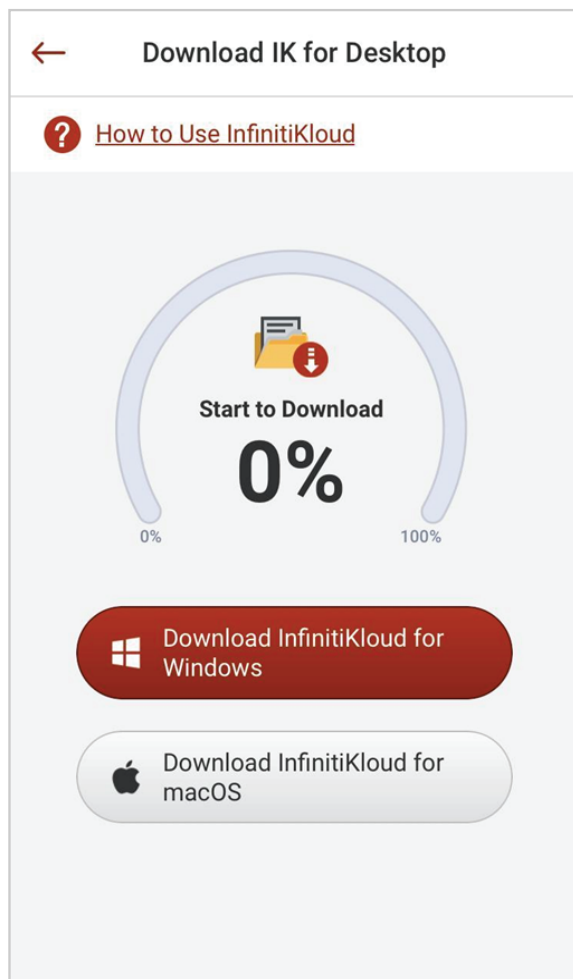 Download IK for Desktop
How to Use InfinitiKloud
Start to Download
0%
0%
100%
Download InfinitiKloud for
Windows
Download InfinitiKloud for
macOS